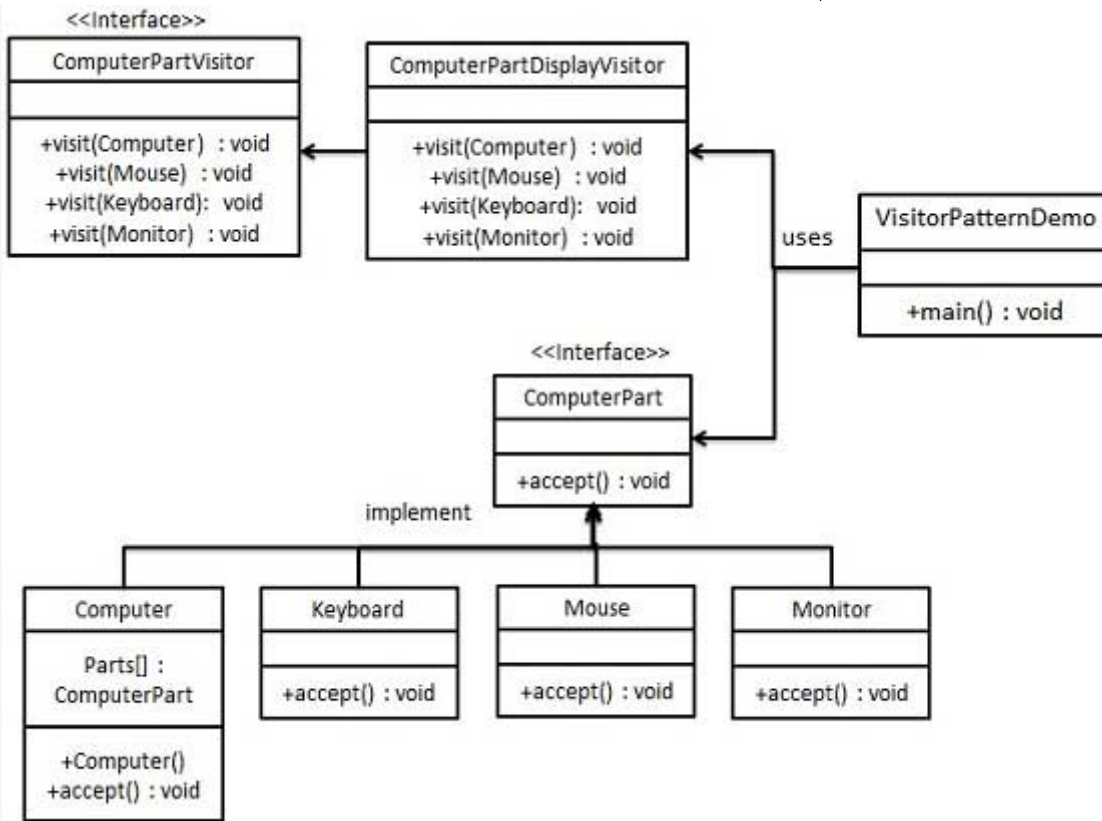 <<Interface>>
ComputerPartVisitor
+visit(Computer) : void
+visit(Mouse) : void
+visit(Keyboard): void
+visit(Monitor) : void
ComputerPartDisplayVisitor
+visit(Computer) : void
+visit(Mouse) : void
+visit(Keyboard): void
+visit(Monitor) : void
uses
VisitorPatternDemo
+main() : void
<<Interface>>
ComputerPart
+accept() : void
implement
Computer
Parts[] :
ComputerPart
+Computer()
+accept() : void
Keyboard
+accept() : void
Mouse
+accept() : void
Monitor
+accept() : void